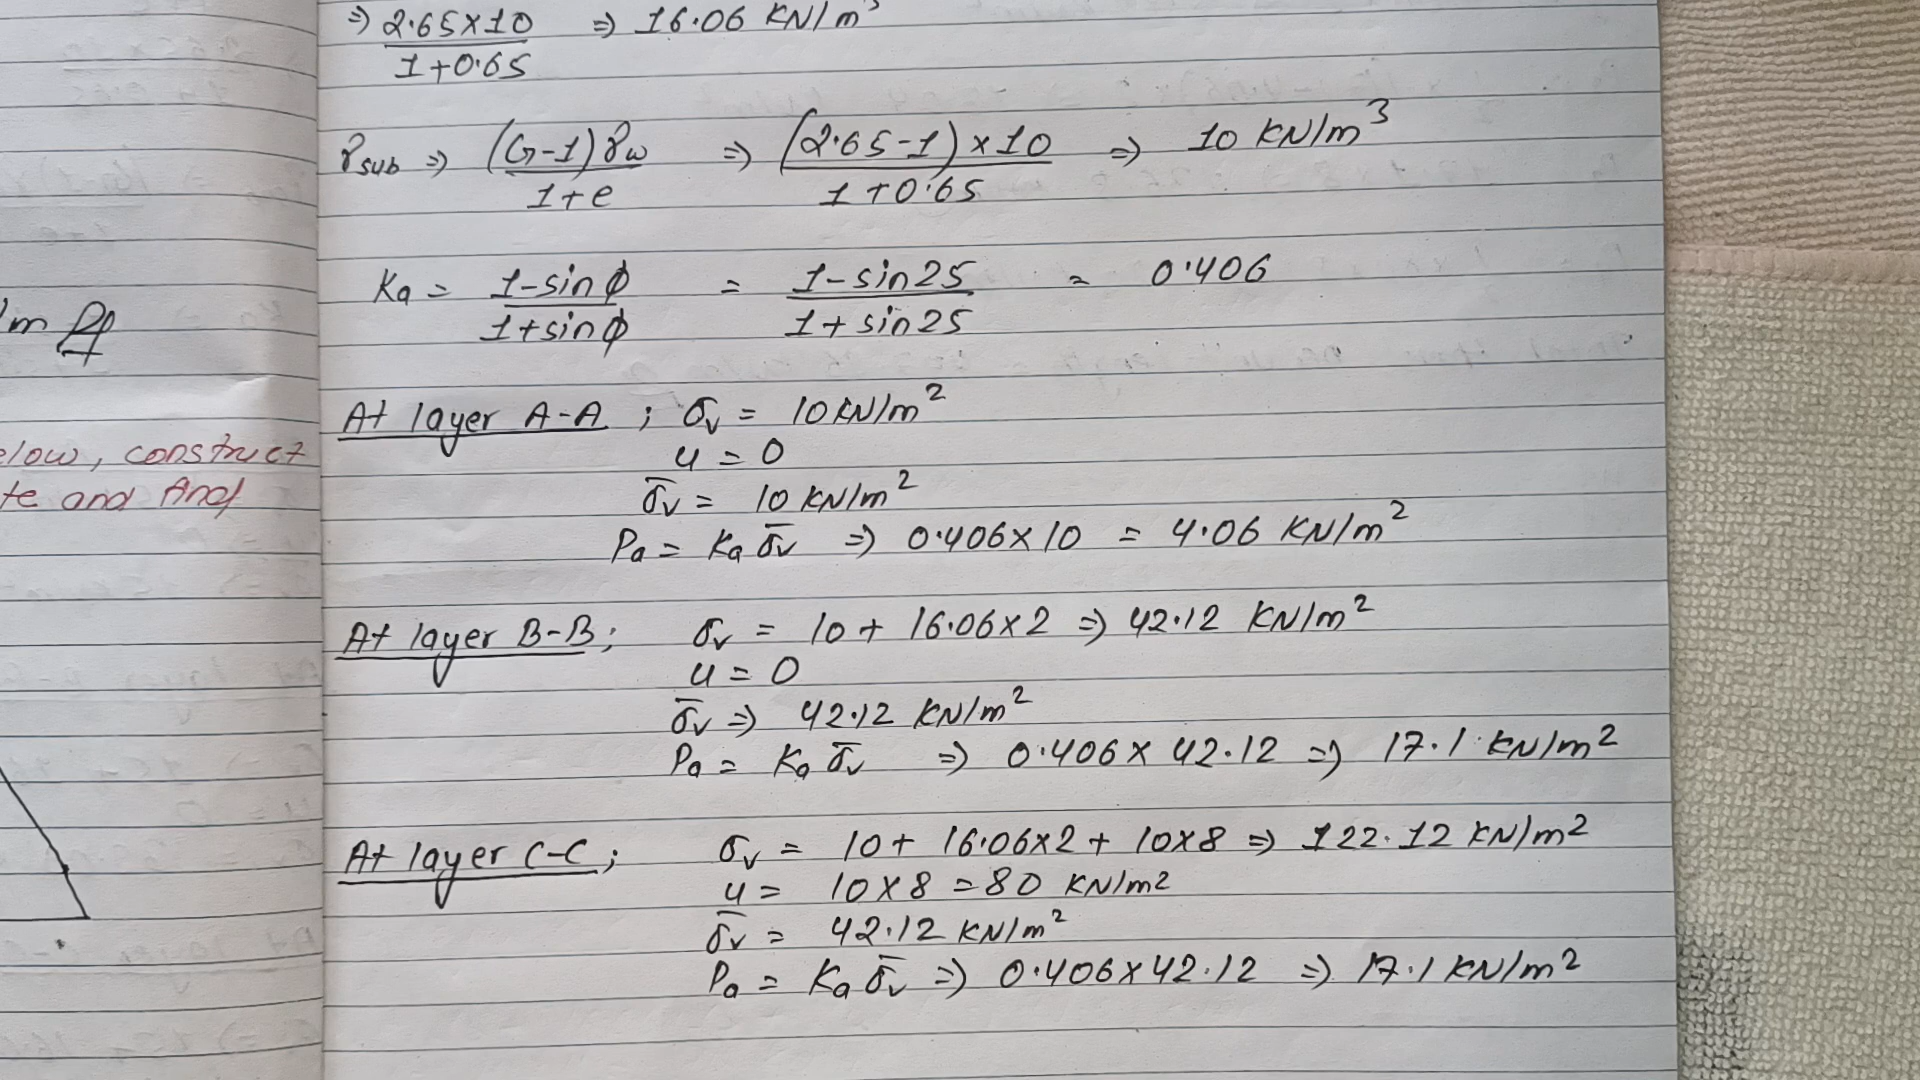 'm
elow, construct
te and And
⇒ 2.65×10 / 1+0.65 ⇒ 16.06 KN/m³
γsub ⇒ (G-1)γw / 1+e ⇒ (2.65-1)×10 / 1+0.65 ⇒ 10 KN/m³
Ka = 1-sinϕ / 1+sinϕ = 1-sin25 / 1+sin25 = 0.406
At layer A-A ; σv = 10KN/m²
u = 0
σ̅v = 10 KN/m²
Pa = Ka σ̅v ⇒ 0.406×10 = 4.06 KN/m²
At layer B-B; σv = 10+ 16.06×2 ⇒ 42.12 KN/m²
u = 0
σ̅v ⇒ 42.12 KN/m²
Pa = Ka σ̅v ⇒ 0.406×42.12 ⇒ 17.1 KN/m²
At layer C-C; σv = 10+ 16.06×2+ 10×8 ⇒ 122.12 KN/m²
u = 10×8 =80 KN/m2
σ̅v = 42.12 KN/m²
Pa = Ka σ̅v ⇒ 0.406×42.12 ⇒ 17.1 KN/m2